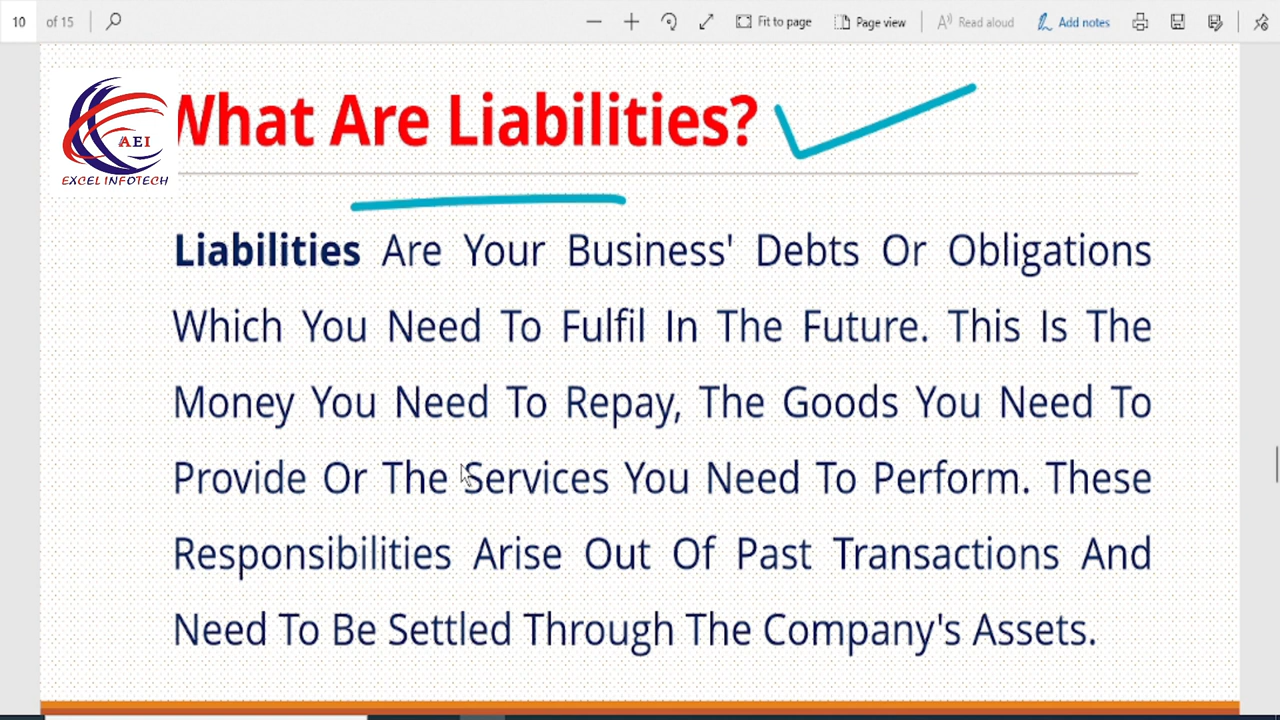 10 of 15 Fit to page Page view Read aloud Add notes
What Are Liabilities?
AEI
EXCEL INFOTECH
Liabilities Are Your Business' Debts Or Obligations
Which You Need To Fulfil In The Future. This Is The
Money You Need To Repay, The Goods You Need To
Provide Or The Services You Need To Perform. These
Responsibilities Arise Out Of Past Transactions And
Need To Be Settled Through The Company's Assets.